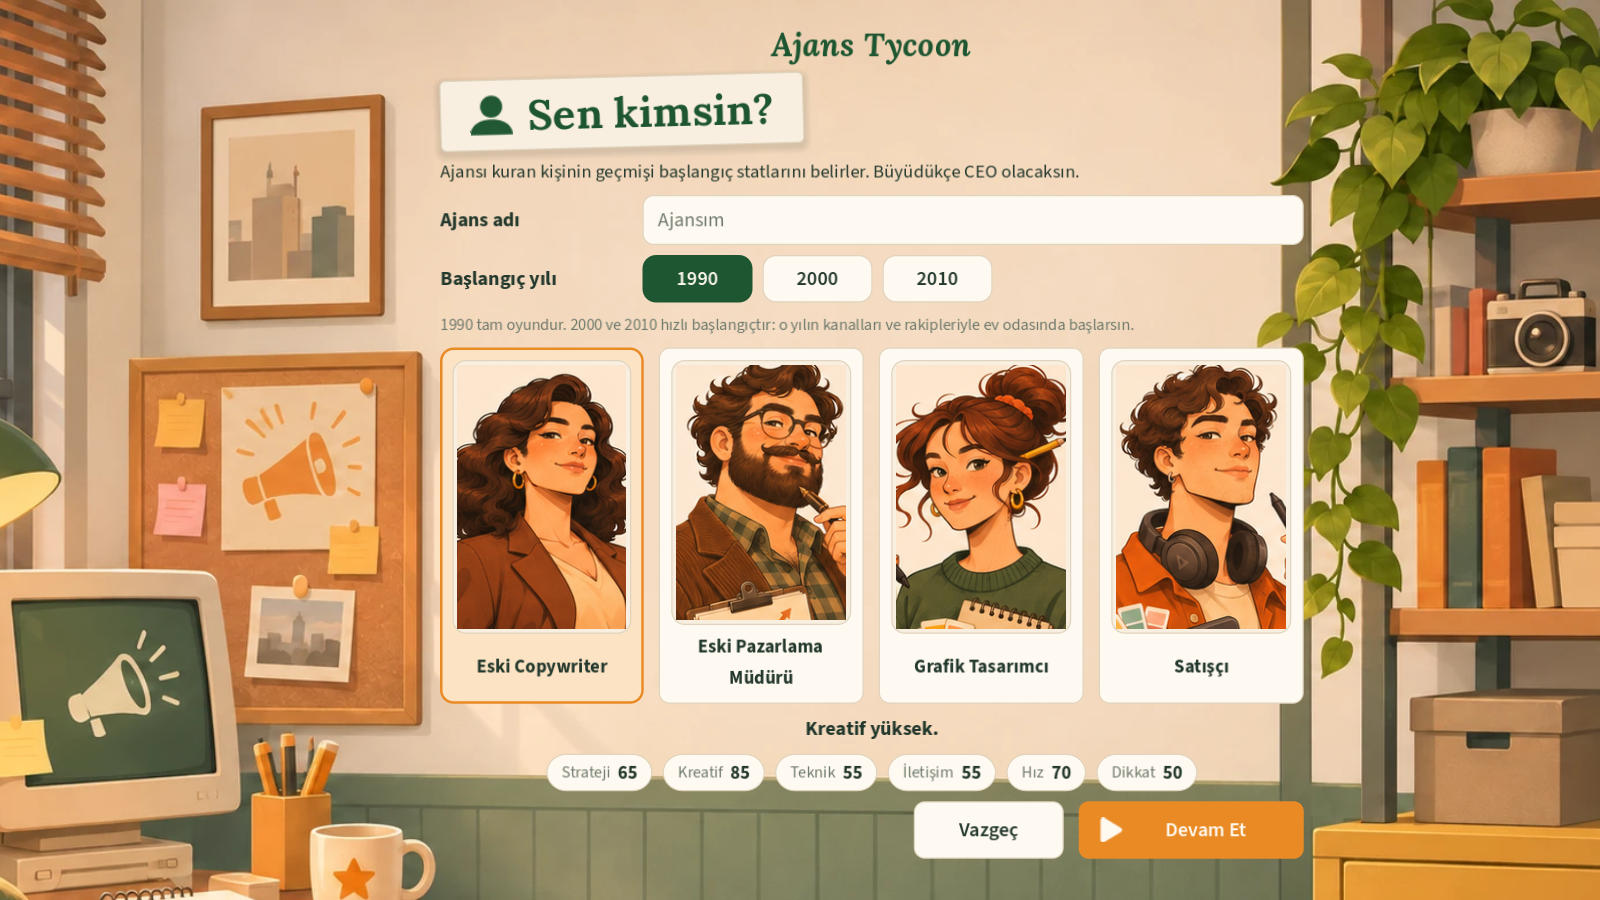 Ajans Tycoon
Sen kimsin?
Ajansı kuran kişinin geçmişi başlangıç statlarını belirler. Büyüdükçe CEO olacaksın.
Ajans adı
Ajansım
Başlangıç yılı
1990
2000
2010
1990 tam oyundur. 2000 ve 2010 hızlı başlangıçtır: o yılın kanalları ve rakipleriyle ev odasında başlarsın.
Eski Copywriter
Eski Pazarlama
Müdürü
Grafik Tasarımcı
Satışçı
Kreatif yüksek.
Strateji 65
Kreatif 85
Teknik 55
İletişim 55
Hız 70
Dikkat 50
Vazgeç
Devam Et